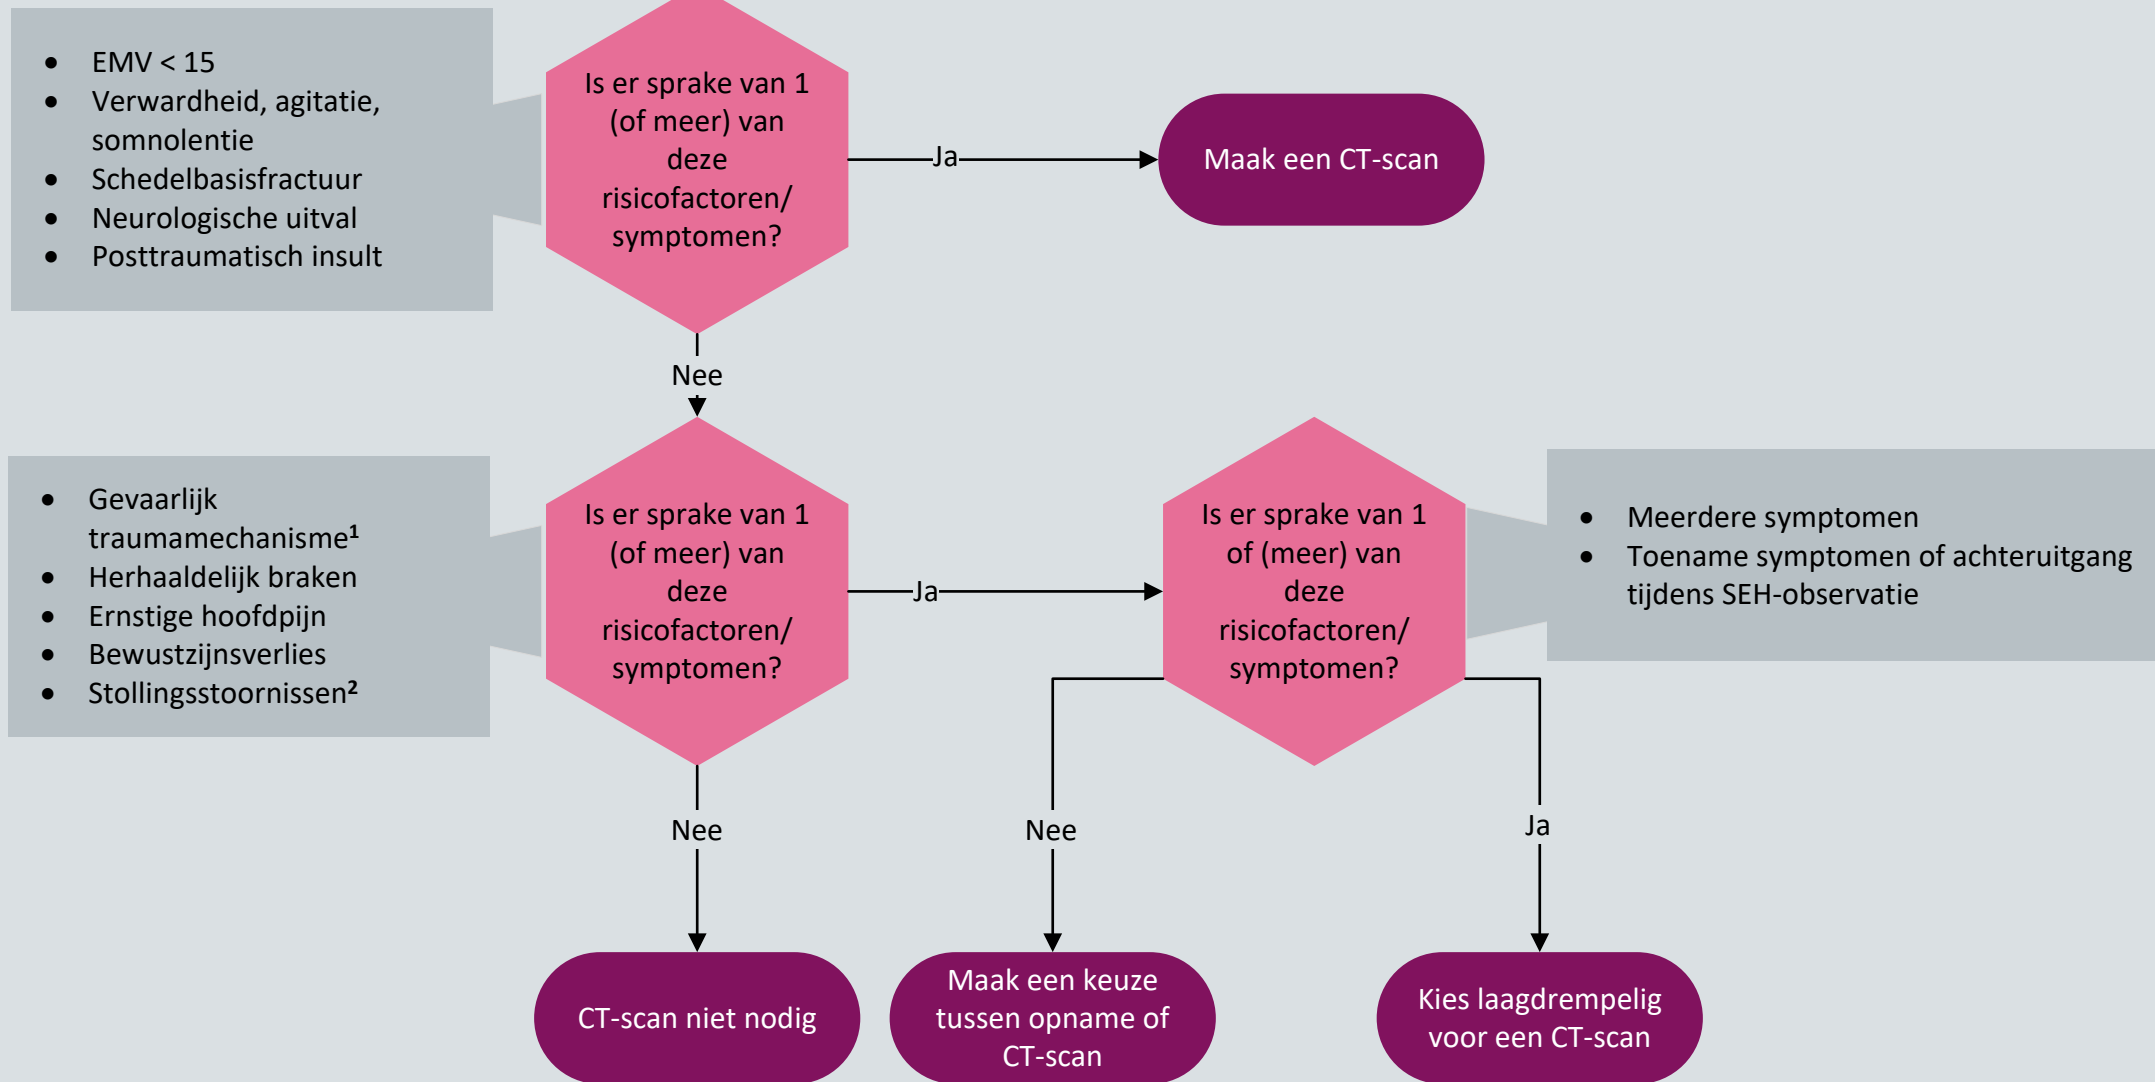 • EMV < 15
• Verwardheid, agitatie,
somnolentie
• Schedelbasisfractuur
• Neurologische uitval
• Posttraumatisch insult
Is er sprake van 1
(of meer) van
deze
risicofactoren/
symptomen?
Ja
Maak een CT-scan
Nee
• Gevaarlijk
traumamechanisme¹
• Herhaaldelijk braken
• Ernstige hoofdpijn
• Bewustzijnsverlies
• Stollingsstoornissen²
Is er sprake van 1
(of meer) van
deze
risicofactoren/
symptomen?
Ja
Is er sprake van 1
of (meer) van
deze
risicofactoren/
symptomen?
• Meerdere symptomen
• Toename symptomen of achteruitgang
tijdens SEH-observatie
Nee
Nee
Ja
CT-scan niet nodig
Maak een keuze
tussen opname of
CT-scan
Kies laagdrempelig
voor een CT-scan